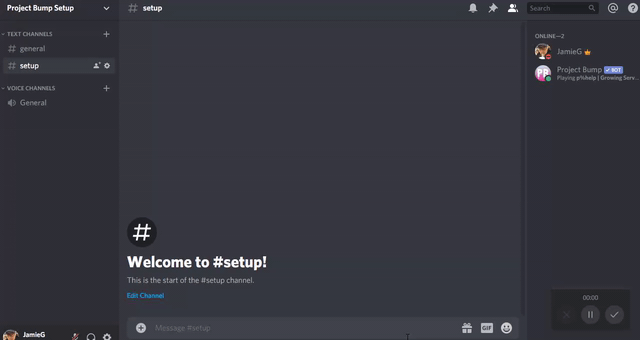 Project Bump Setup
# setup
Search
TEXT CHANNELS
# general
# setup
VOICE CHANNELS
General
ONLINE—2
JamieG
Project Bump BOT
Playing p%help | Growing Serv...
Welcome to #setup!
This is the start of the #setup channel.
Edit Channel
00:00
Message #setup
GIF
JamieG